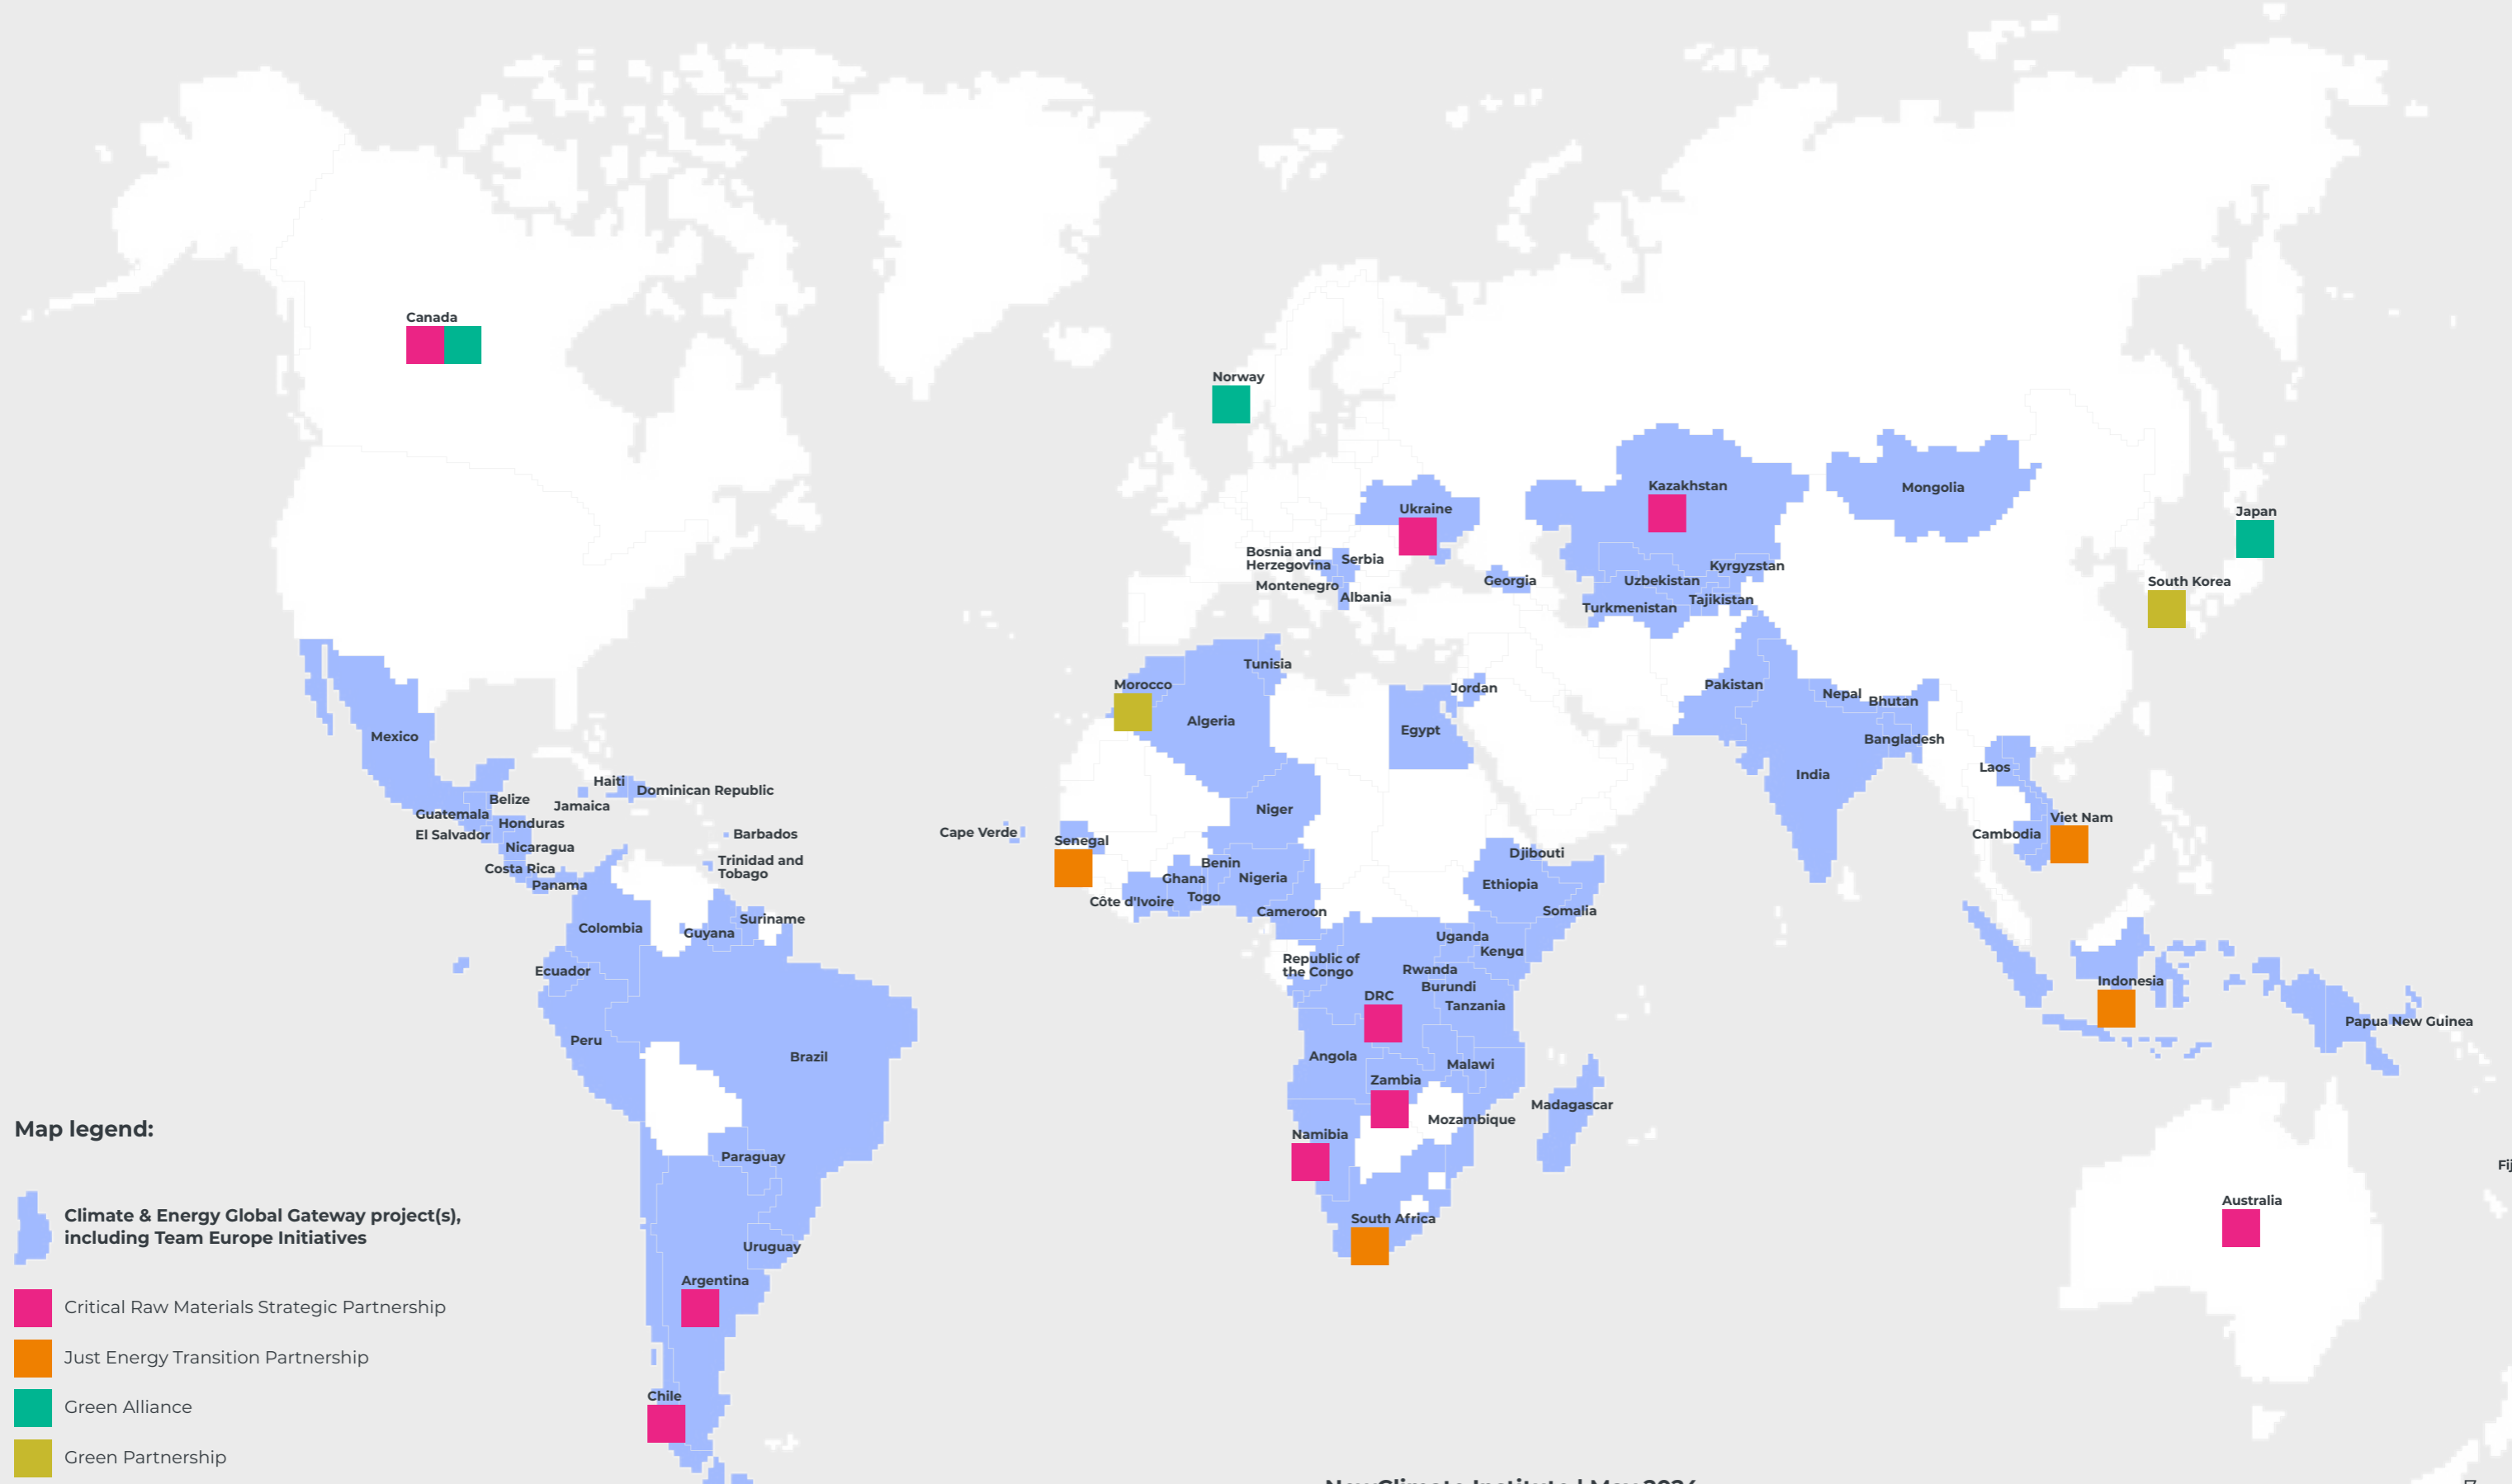 Canada
Norway
Kazakhstan
Mongolia
Ukraine
Japan
Bosnia and
Herzegovina
Serbia
Montenegro
Albania
Georgia
Kyrgyzstan
Uzbekistan
Tajikistan
Turkmenistan
South Korea
Tunisia
Morocco
Algeria
Jordan
Egypt
Pakistan
Nepal
Bhutan
Bangladesh
India
Laos
Viet Nam
Cambodia
Mexico
Haiti
Dominican Republic
Belize
Jamaica
Guatemala
Honduras
El Salvador
Barbados
Nicaragua
Trinidad and
Tobago
Costa Rica
Panama
Cape Verde
Senegal
Niger
Benin
Ghana
Nigeria
Togo
Côte d'Ivoire
Cameroon
Djibouti
Ethiopia
Somalia
Colombia
Suriname
Guyana
Ecuador
Uganda
Kenya
Republic of
the Congo
Rwanda
Burundi
DRC
Tanzania
Indonesia
Papua New Guinea
Peru
Brazil
Angola
Malawi
Zambia
Madagascar
Mozambique
Namibia
Paraguay
South Africa
Australia
Uruguay
Argentina
Chile
Map legend:
Climate & Energy Global Gateway project(s),
including Team Europe Initiatives
Critical Raw Materials Strategic Partnership
Just Energy Transition Partnership
Green Alliance
Green Partnership
NewClimate Institute | May 2024